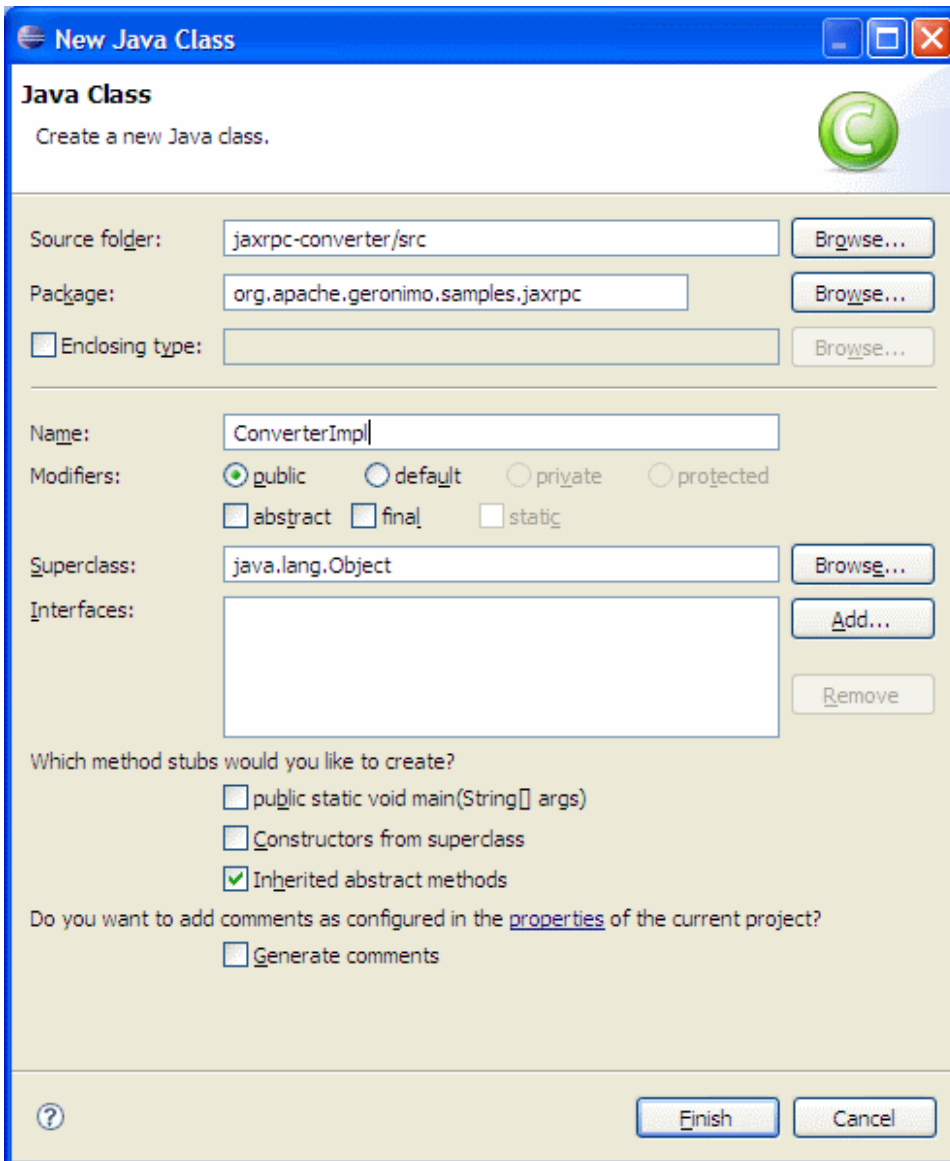 New Java Class
Java Class
Create a new Java class.
C
Source folder: jaxrpc-converter/src Browse...
Package: org.apache.geronimo.samples.jaxrpc Browse...
Enclosing type: Browse...
Name: ConverterImpl
Modifiers: public default private protected
abstract final static
Superclass: java.lang.Object Browse...
Interfaces: Add...
Remove
Which method stubs would you like to create?
public static void main(String[] args)
Constructors from superclass
Inherited abstract methods
Do you want to add comments as configured in the properties of the current project?
Generate comments
? Finish Cancel